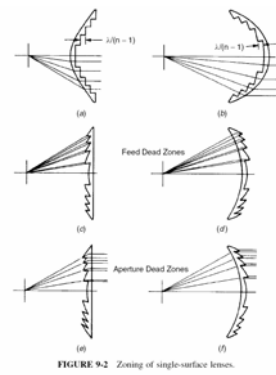 λ/(n − 1)
λ/(n − 1)
(a)
(b)
Feed Dead Zones
(c)
(d)
Aperture Dead Zones
(e)
(f)
FIGURE 9-2 Zoning of single-surface lenses.